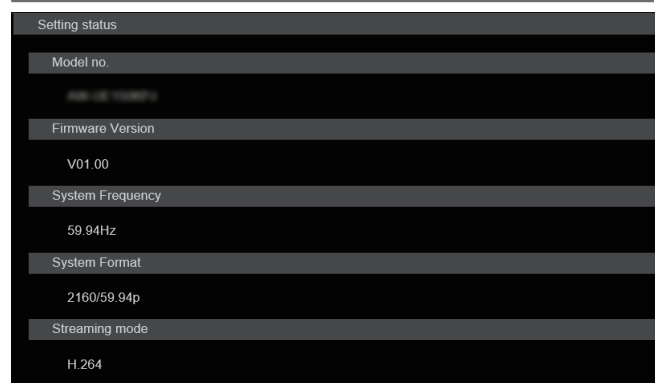 Setting status
Model no.
Firmware Version
V01.00
System Frequency
59.94Hz
System Format
2160/59.94p
Streaming mode
H.264